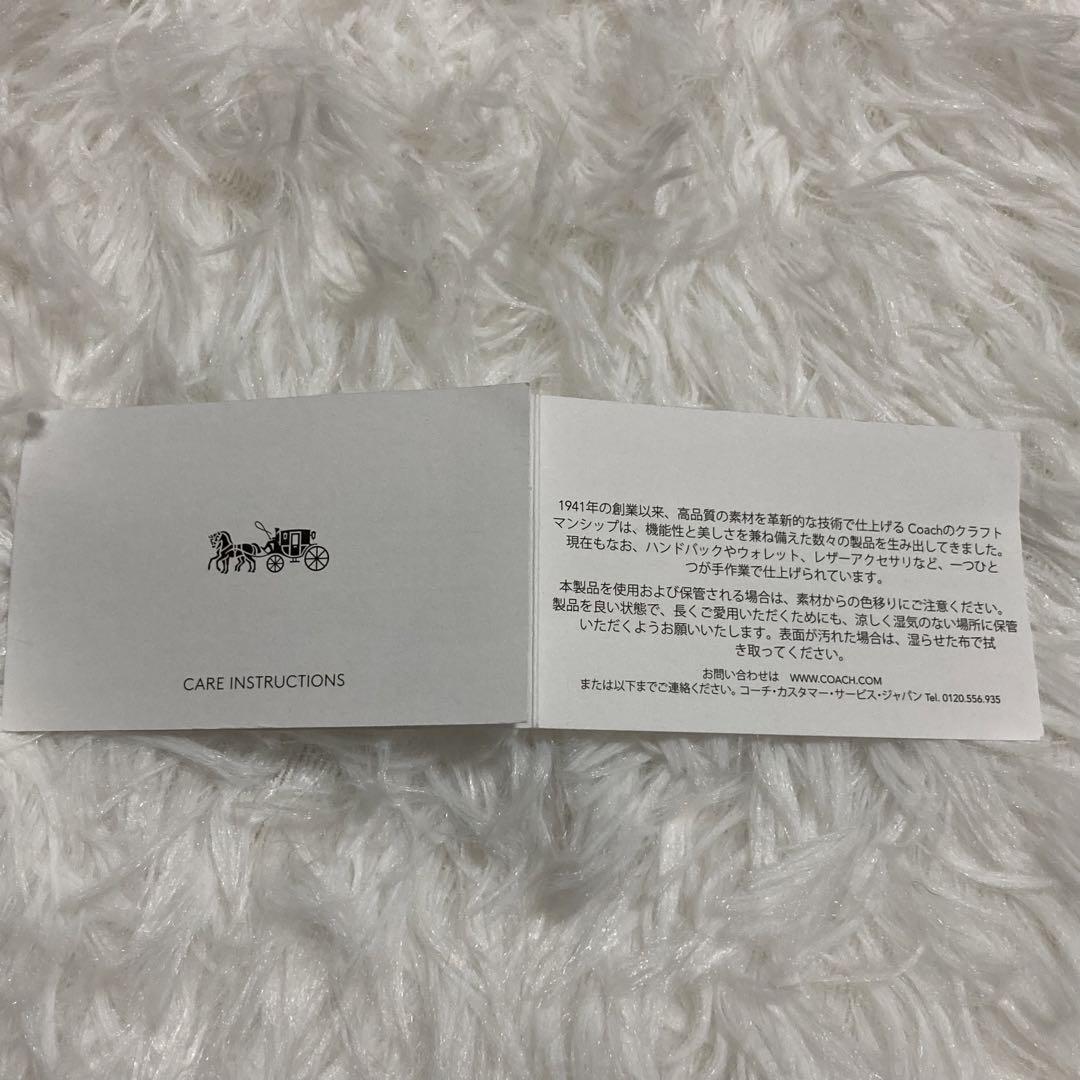 CARE INSTRUCTIONS
1941年の創業以来、高品質の素材を革新的な技術で仕上げる Coachのクラフト
マンシップは、機能性と美しさを兼ね備えた数々の製品を生み出してきました。
現在もなお、ハンドバックやウォレット、レザーアクセサリなど、一つひと
つが手作業で仕上げられています。
本製品を使用および保管される場合は、素材からの色移りにご注意ください。
製品を良い状態で、長くご愛用いただくためにも、涼しく湿気のない場所に保管
いただくようお願いいたします。表面が汚れた場合は、湿らせた布で拭
き取ってください。
お問い合わせは WWW.COACH.COM
または以下までご連絡ください。コーチ・カスタマー・サービス・ジャパン Tel. 0120.556.935